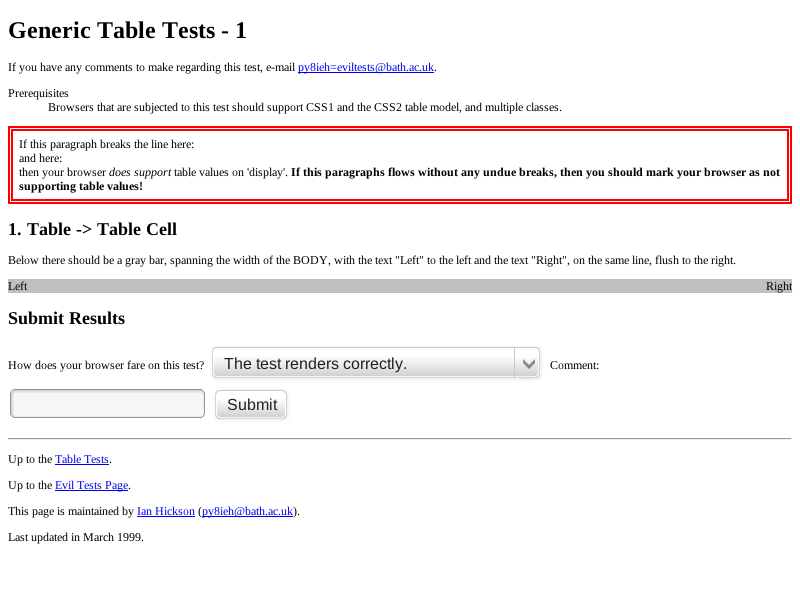 Generic Table Tests - 1
If you have any comments to make regarding this test, e-mail py8ieh=eviltests@bath.ac.uk.
Prerequisites
Browsers that are subjected to this test should support CSS1 and the CSS2 table model, and multiple classes.
If this paragraph breaks the line here:
and here:
then your browser does support table values on 'display'. If this paragraphs flows without any undue breaks, then you should mark your browser as not
supporting table values!
1. Table -> Table Cell
Below there should be a gray bar, spanning the width of the BODY, with the text "Left" to the left and the text "Right", on the same line, flush to the right.
Left Right
Submit Results
How does your browser fare on this test? The test renders correctly. Comment:
Submit
Up to the Table Tests.
Up to the Evil Tests Page.
This page is maintained by Ian Hickson (py8ieh@bath.ac.uk).
Last updated in March 1999.